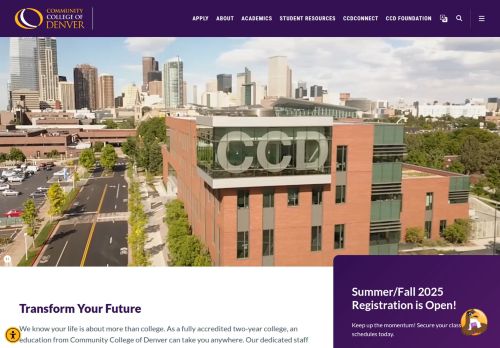 COMMUNITY
COLLEGE OF
DENVER
APPLY ABOUT ACADEMICS STUDENT RESOURCES CCDCONNECT CCD FOUNDATION
CCD
Transform Your Future
We know your life is about more than college. As a fully accredited two-year college, an
education from Community College of Denver can take you anywhere. Our dedicated staff
Summer/Fall 2025
Registration is Open!
Keep up the momentum! Secure your class
schedules today.